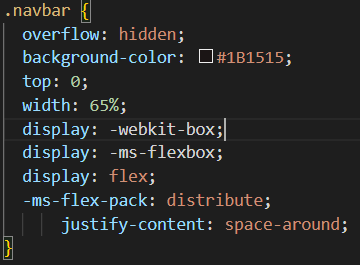 .navbar {
overflow: hidden;
background-color: #1B1515;
top: 0;
width: 65%;
display: -webkit-box;
display: -ms-flexbox;
display: flex;
-ms-flex-pack: distribute;
justify-content: space-around;
}